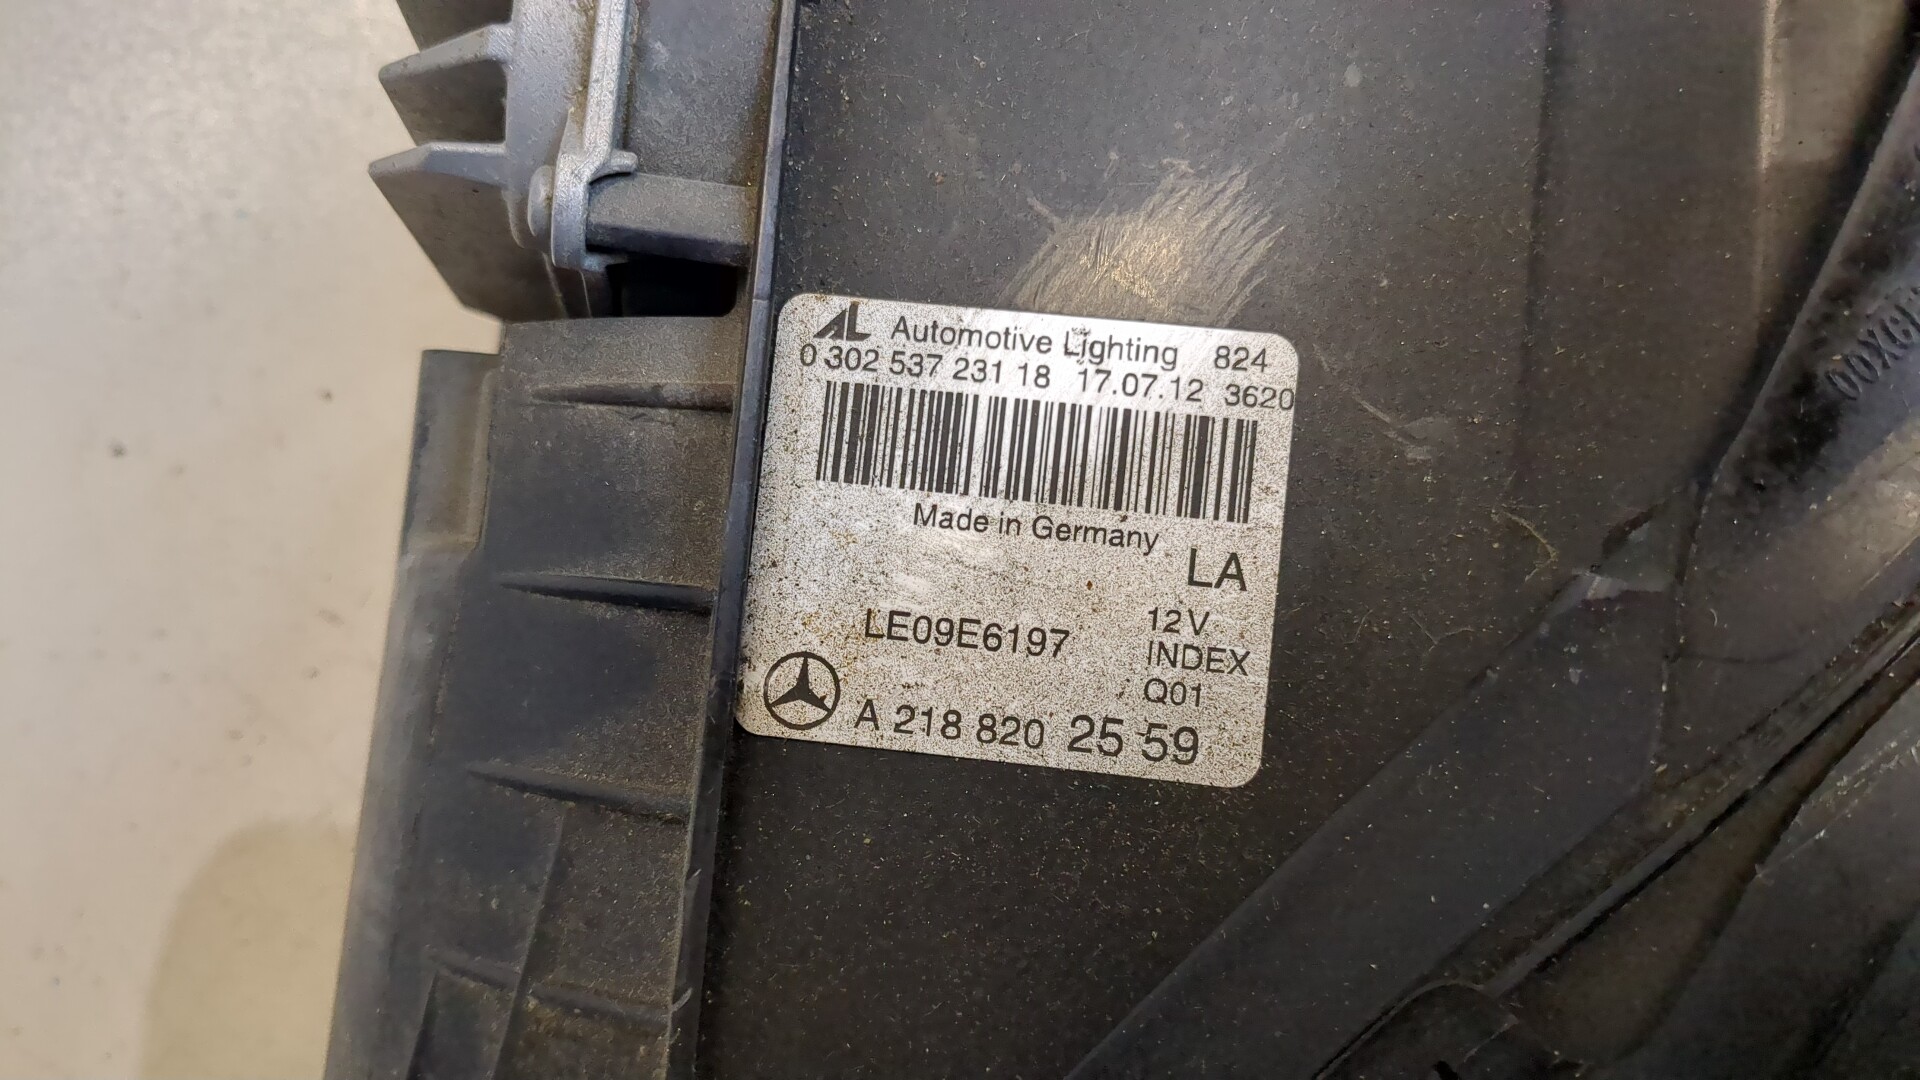 AL Automotive Lighting 824
0 302 537 231 18 17.07.12 3620
Made in Germany
LA
LE09E6197
12V
INDEX
Q01
A 218 820 25 59